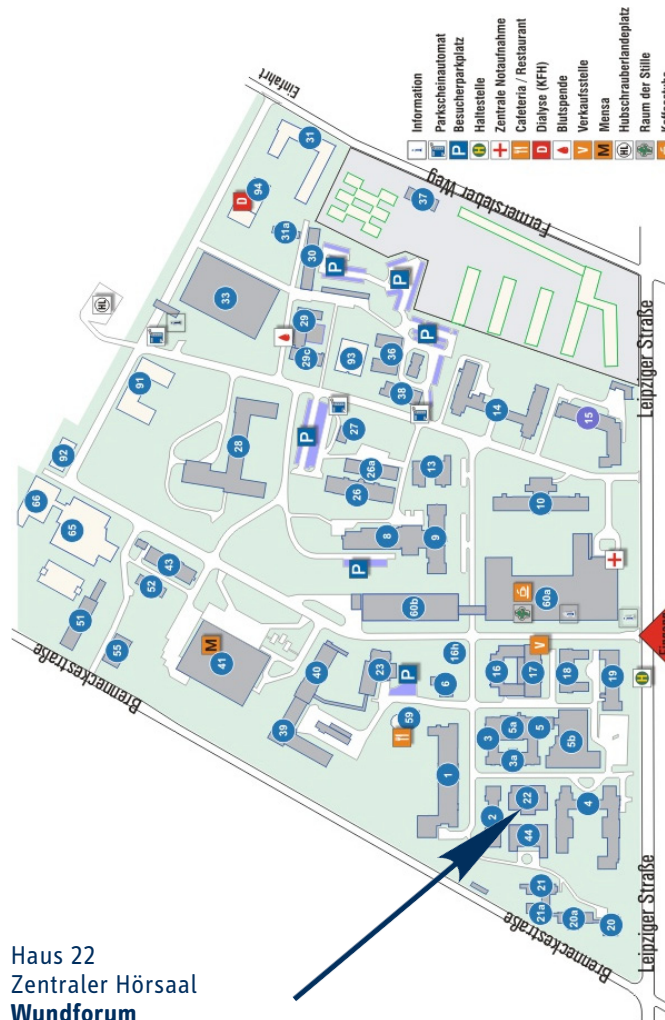 Haus 22
Zentraler Hörsaal
Wundforum
Einfahrt
Fermersleber Weg
Leipziger Straße
Leipziger Straße
Brenneckestraße
Brenneckestraße
Information
Parkscheinautomat
Besucherparkplatz
Haltestelle
Zentrale Notaufnahme
Cafeteria / Restaurant
Dialyse (KFH)
Blutspende
Verkaufsstelle
Mensa
Hubschrauberlandeplatz
Raum der Stille
i
P
H
D
V
M
HL
HL
31
D
94
31a
37
30
P
P
33
i
29
29c
93
36
P
38
91
28
P
27
14
15
26a
26
13
10
92
66
65
8
9
P
43
52
51
55
60b
60a
i
i
M
41
40
23
16h
6
P
39
59
16
17
V
18
19
H
1
3
5a
5
3a
5b
2
22
44
4
21
21a
20a
20